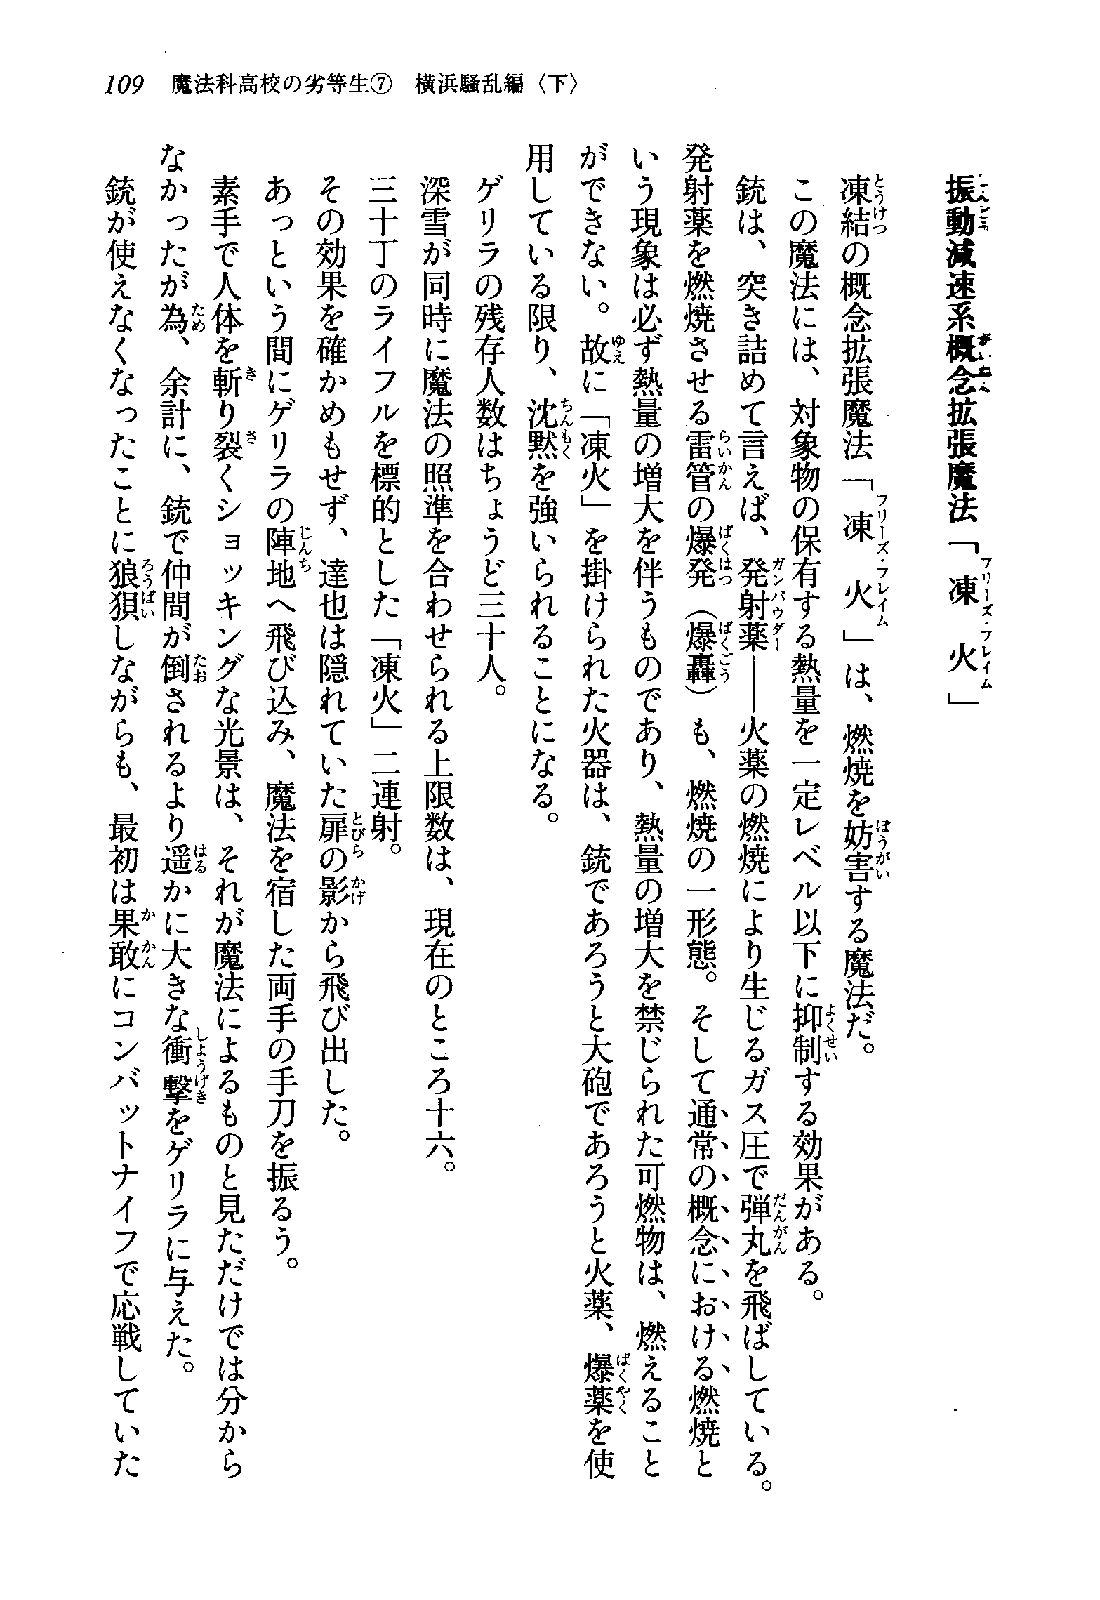 109 魔法科高校の劣等生⑦ 横浜騒乱編〈下〉
振動減速系概念拡張魔法「凍火」
凍結の概念拡張魔法「凍火」は、燃焼を妨害する魔法だ。
この魔法には、対象物の保有する熱量を一定レベル以下に抑制する効果がある。
銃は、突き詰めて言えば、発射薬――火薬の燃焼により生じるガス圧で弾丸を飛ばしている。
発射薬を燃焼させる雷管の爆発（爆轟）も、燃焼の一形態。そして通常の概念における燃焼と
いう現象は必ず熱量の増大を伴うものであり、熱量の増大を禁じられた可燃物は、燃えること
ができない。故に「凍火」を掛けられた火器は、銃であろうと大砲であろうと火薬、爆薬を使
用している限り、沈黙を強いられることになる。
ゲリラの残存人数はちょうど三十人。
深雪が同時に魔法の照準を合わせられる上限数は、現在のところ十六。
三十丁のライフルを標的とした「凍火」二連射。
その効果を確かめもせず、達也は隠れていた扉の影から飛び出した。
あっという間にゲリラの陣地へ飛び込み、魔法を宿した両手の手刀を振るう。
素手で人体を斬り裂くショッキングな光景は、それが魔法によるものと見ただけでは分から
なかったが為、余計に、銃で仲間が倒されるより遥かに大きな衝撃をゲリラに与えた。
銃が使えなくなったことに狼狽しながらも、最初は果敢にコンバットナイフで応戦していた